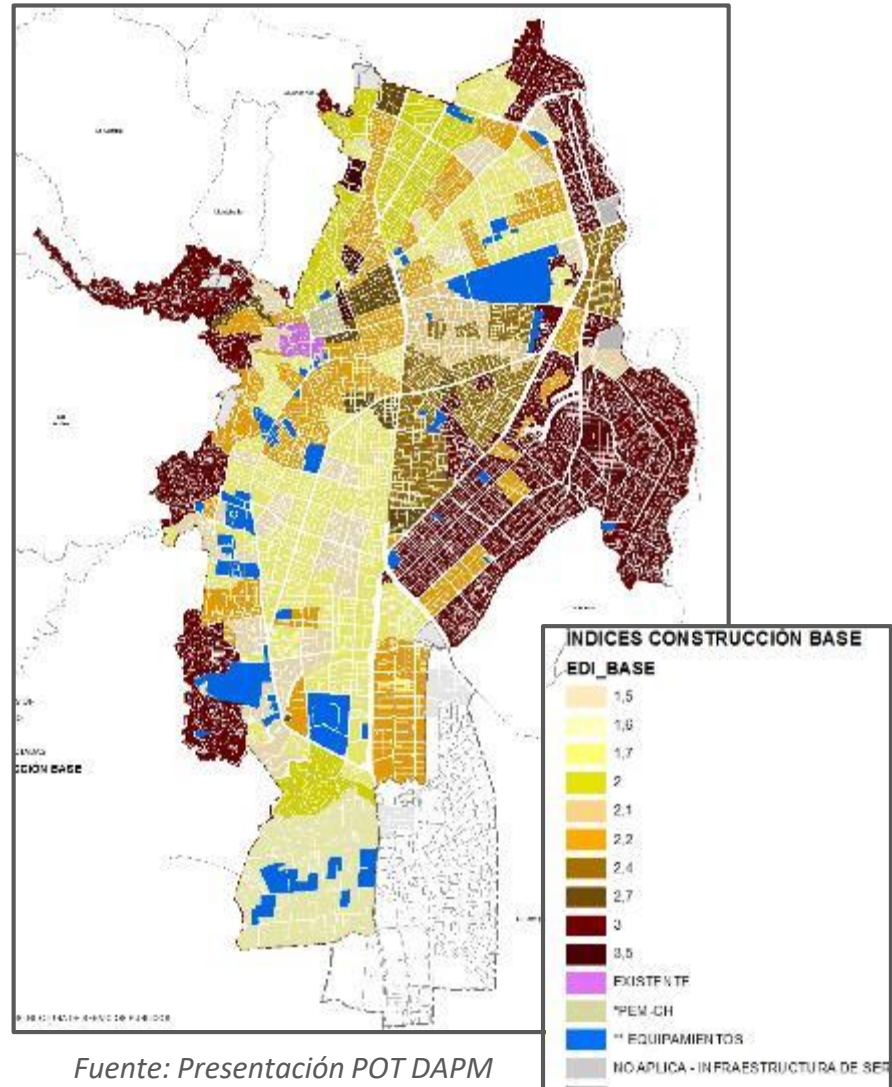 CCIÓN BASE
ÍNDICES CONSTRUCCIÓN BASE
EDI_BASE
1,5
1,6
1,7
2
2,1
2,2
2,4
2,7
3
3,5
EXISTENTE
*PEM-CH
** EQUIPAMIENTOS
NO APLICA - INFRAESTRUCTURA DE SER
Fuente: Presentación POT DAPM